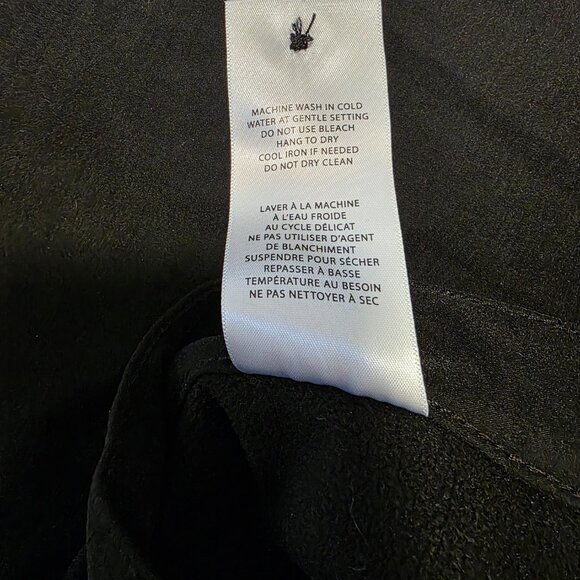 MACHINE WASH IN COLD
WATER AT GENTLE SETTING
DO NOT USE BLEACH
HANG TO DRY
COOL IRON IF NEEDED
DO NOT DRY CLEAN
LAVER À LA MACHINE
À L'EAU FROIDE
AU CYCLE DÉLICAT
NE PAS UTILISER D'AGENT
DE BLANCHIMENT
SUSPENDRE POUR SÉCHER
REPASSER À BASSE
TEMPÉRATURE AU BESOIN
NE PAS NETTOYER À SEC